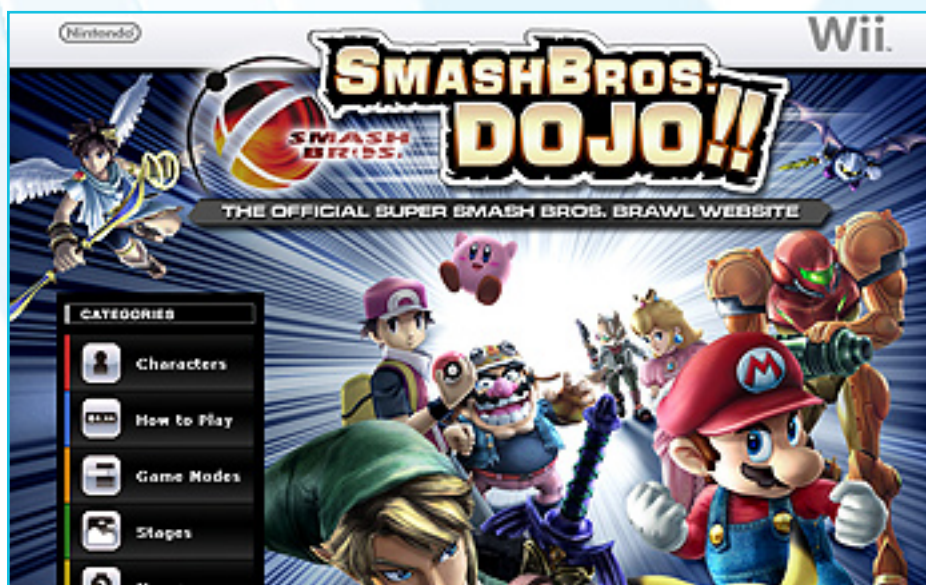 Nintendo
Wii
SMASHBROS.
DOJO!!
SMASH
BROS.
THE OFFICIAL SUPER SMASH BROS. BRAWL WEBSITE
CATEGORIES
Characters
How to Play
Game Modes
Stages
M